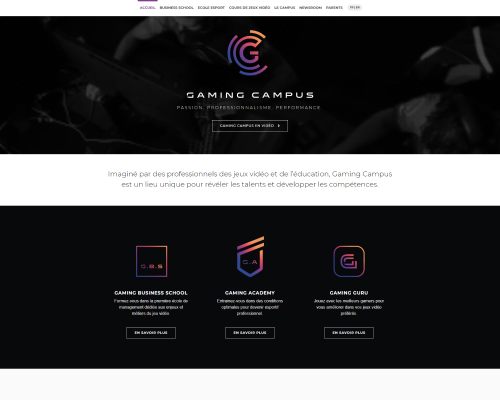 ACCUEIL BUSINESS SCHOOL ECOLE ESPORT COURS DE JEUX VIDÉO LE CAMPUS NEWSROOM PARENTS
G
GAMING CAMPUS
PASSION. PROFESSIONNALISME. PERFORMANCE
GAMING CAMPUS EN VIDÉO
Imaginé par des professionnels des jeux vidéo et de l'éducation, Gaming Campus
est un lieu unique pour révéler les talents et développer les compétences.
G.B.S
G.A
G
GAMING BUSINESS SCHOOL
Formez-vous dans la première école de
management dédiée aux enjeux et
métiers du jeu vidéo
EN SAVOIR PLUS
GAMING ACADEMY
Entrainez-vous dans des conditions
optimales pour devenir esportif
professionnel
EN SAVOIR PLUS
GAMING GURU
Jouez avec les meilleurs gamers pour
vous améliorer dans vos jeux vidéo
préférés
EN SAVOIR PLUS